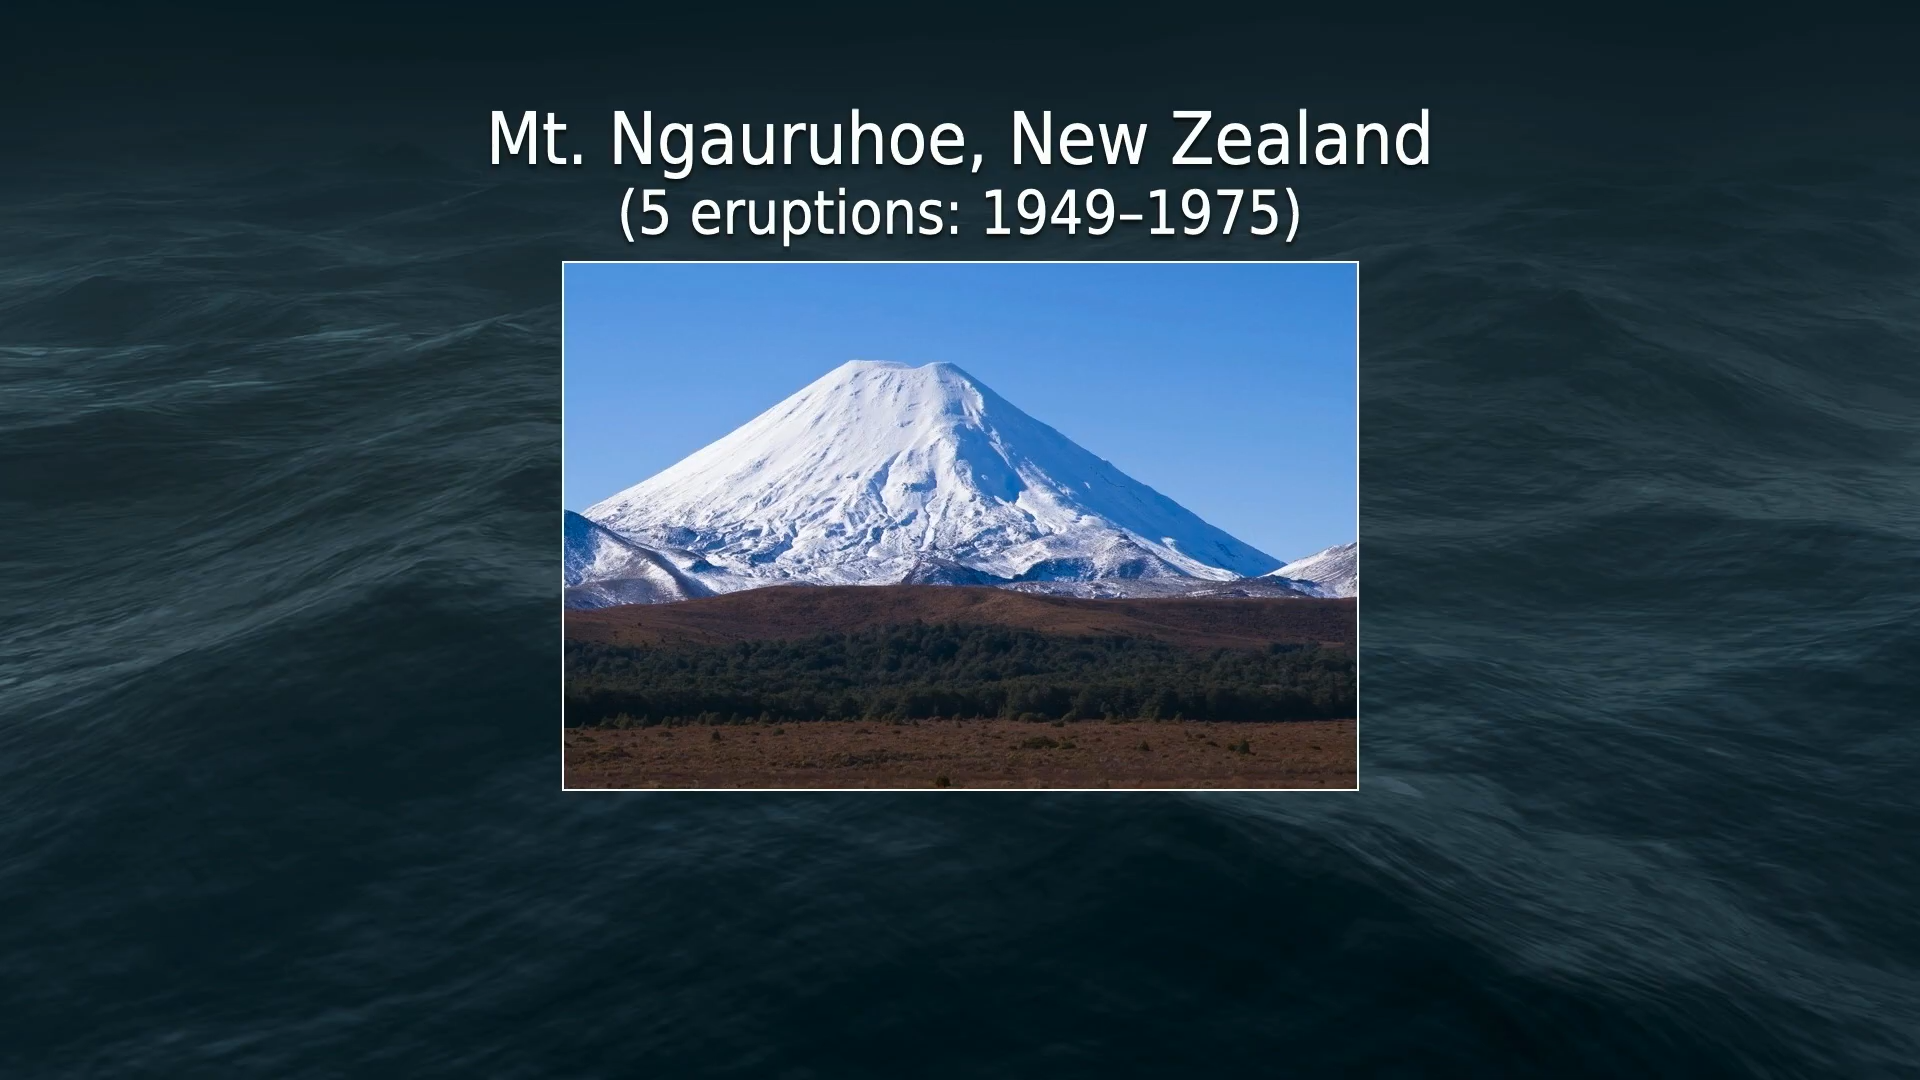 Mt. Ngauruhoe, New Zealand
(5 eruptions: 1949–1975)